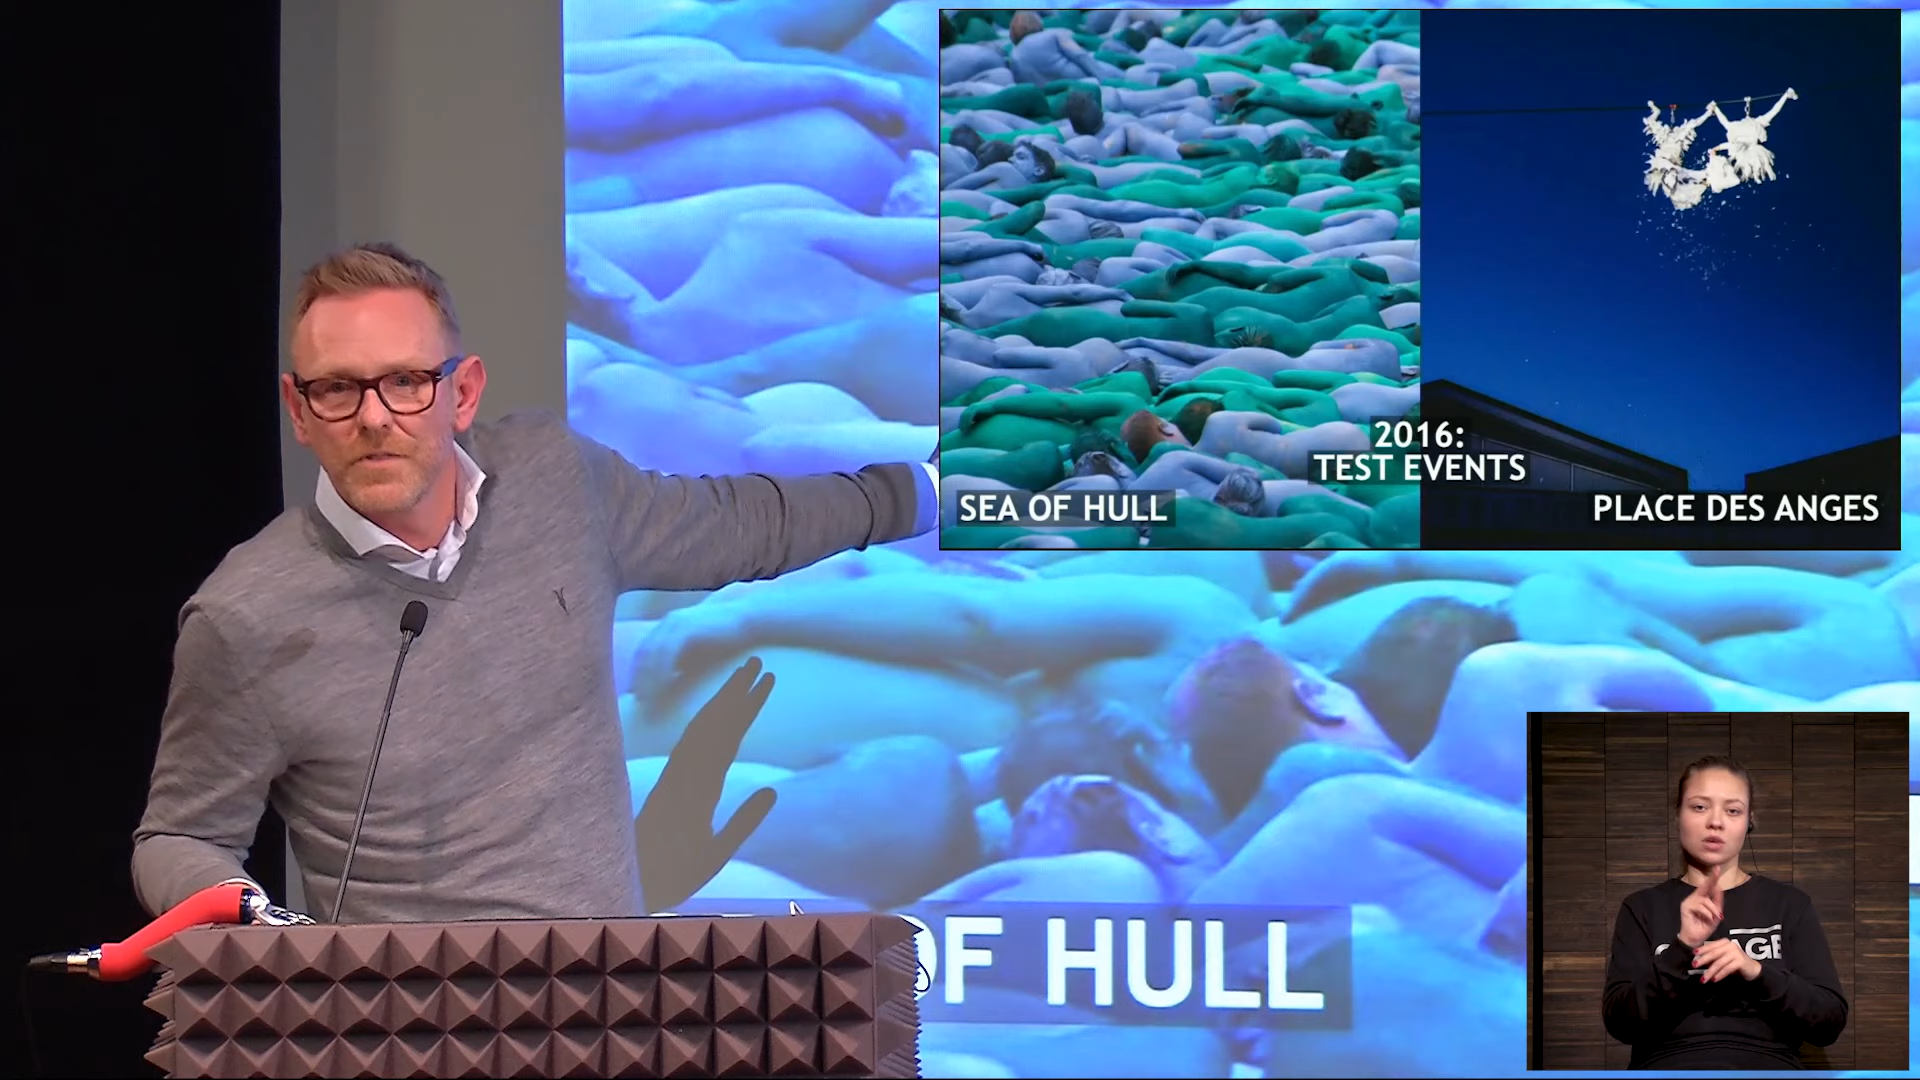 2016:
TEST EVENTS
SEA OF HULL
PLACE DES ANGES
OF HULL